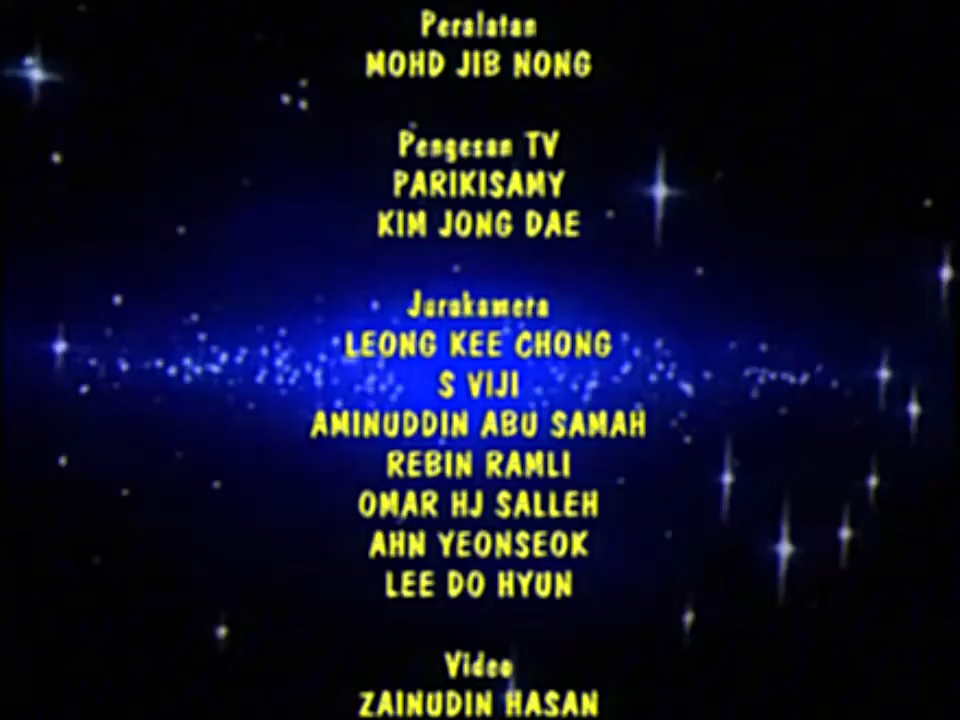 Peralatan
MOHD JIB NONG
Pengesan TV
PARIKISAMY
KIM JONG DAE
Jurukamera
LEONG KEE CHONG
S VIJI
AMINUDDIN ABU SAMAH
REBIN RAMLI
OMAR HJ SALLEH
AHN YEONSEOK
LEE DO HYUN
Video
ZAINUDIN HASAN